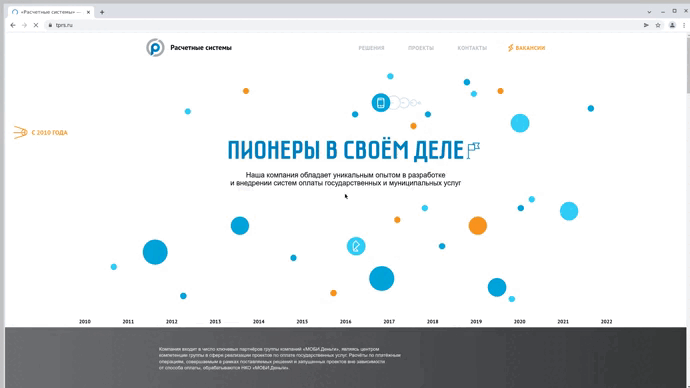 «Расчетные системы» —
tprs.ru
Расчетные системы
РЕШЕНИЯ
ПРОЕКТЫ
КОНТАКТЫ
ВАКАНСИИ
С 2010 ГОДА
ПИОНЕРЫ В СВОЁМ ДЕЛЕ
Наша компания обладает уникальным опытом в разработке
и внедрении систем оплаты государственных и муниципальных услуг
2010 2011 2012 2013 2014 2015 2016 2017 2018 2019 2020 2021 2022
Компания входит в число ключевых партнёров группы компаний «МОБИ.Деньги», являясь центром
компетенции группы в сфере реализации проектов по оплате государственных услуг. Расчёты по платёжным
операциям, совершаемым в рамках поставляемых решений и запущенных проектов вне зависимости
от способа оплаты, обрабатываются НКО «МОБИ.Деньги».